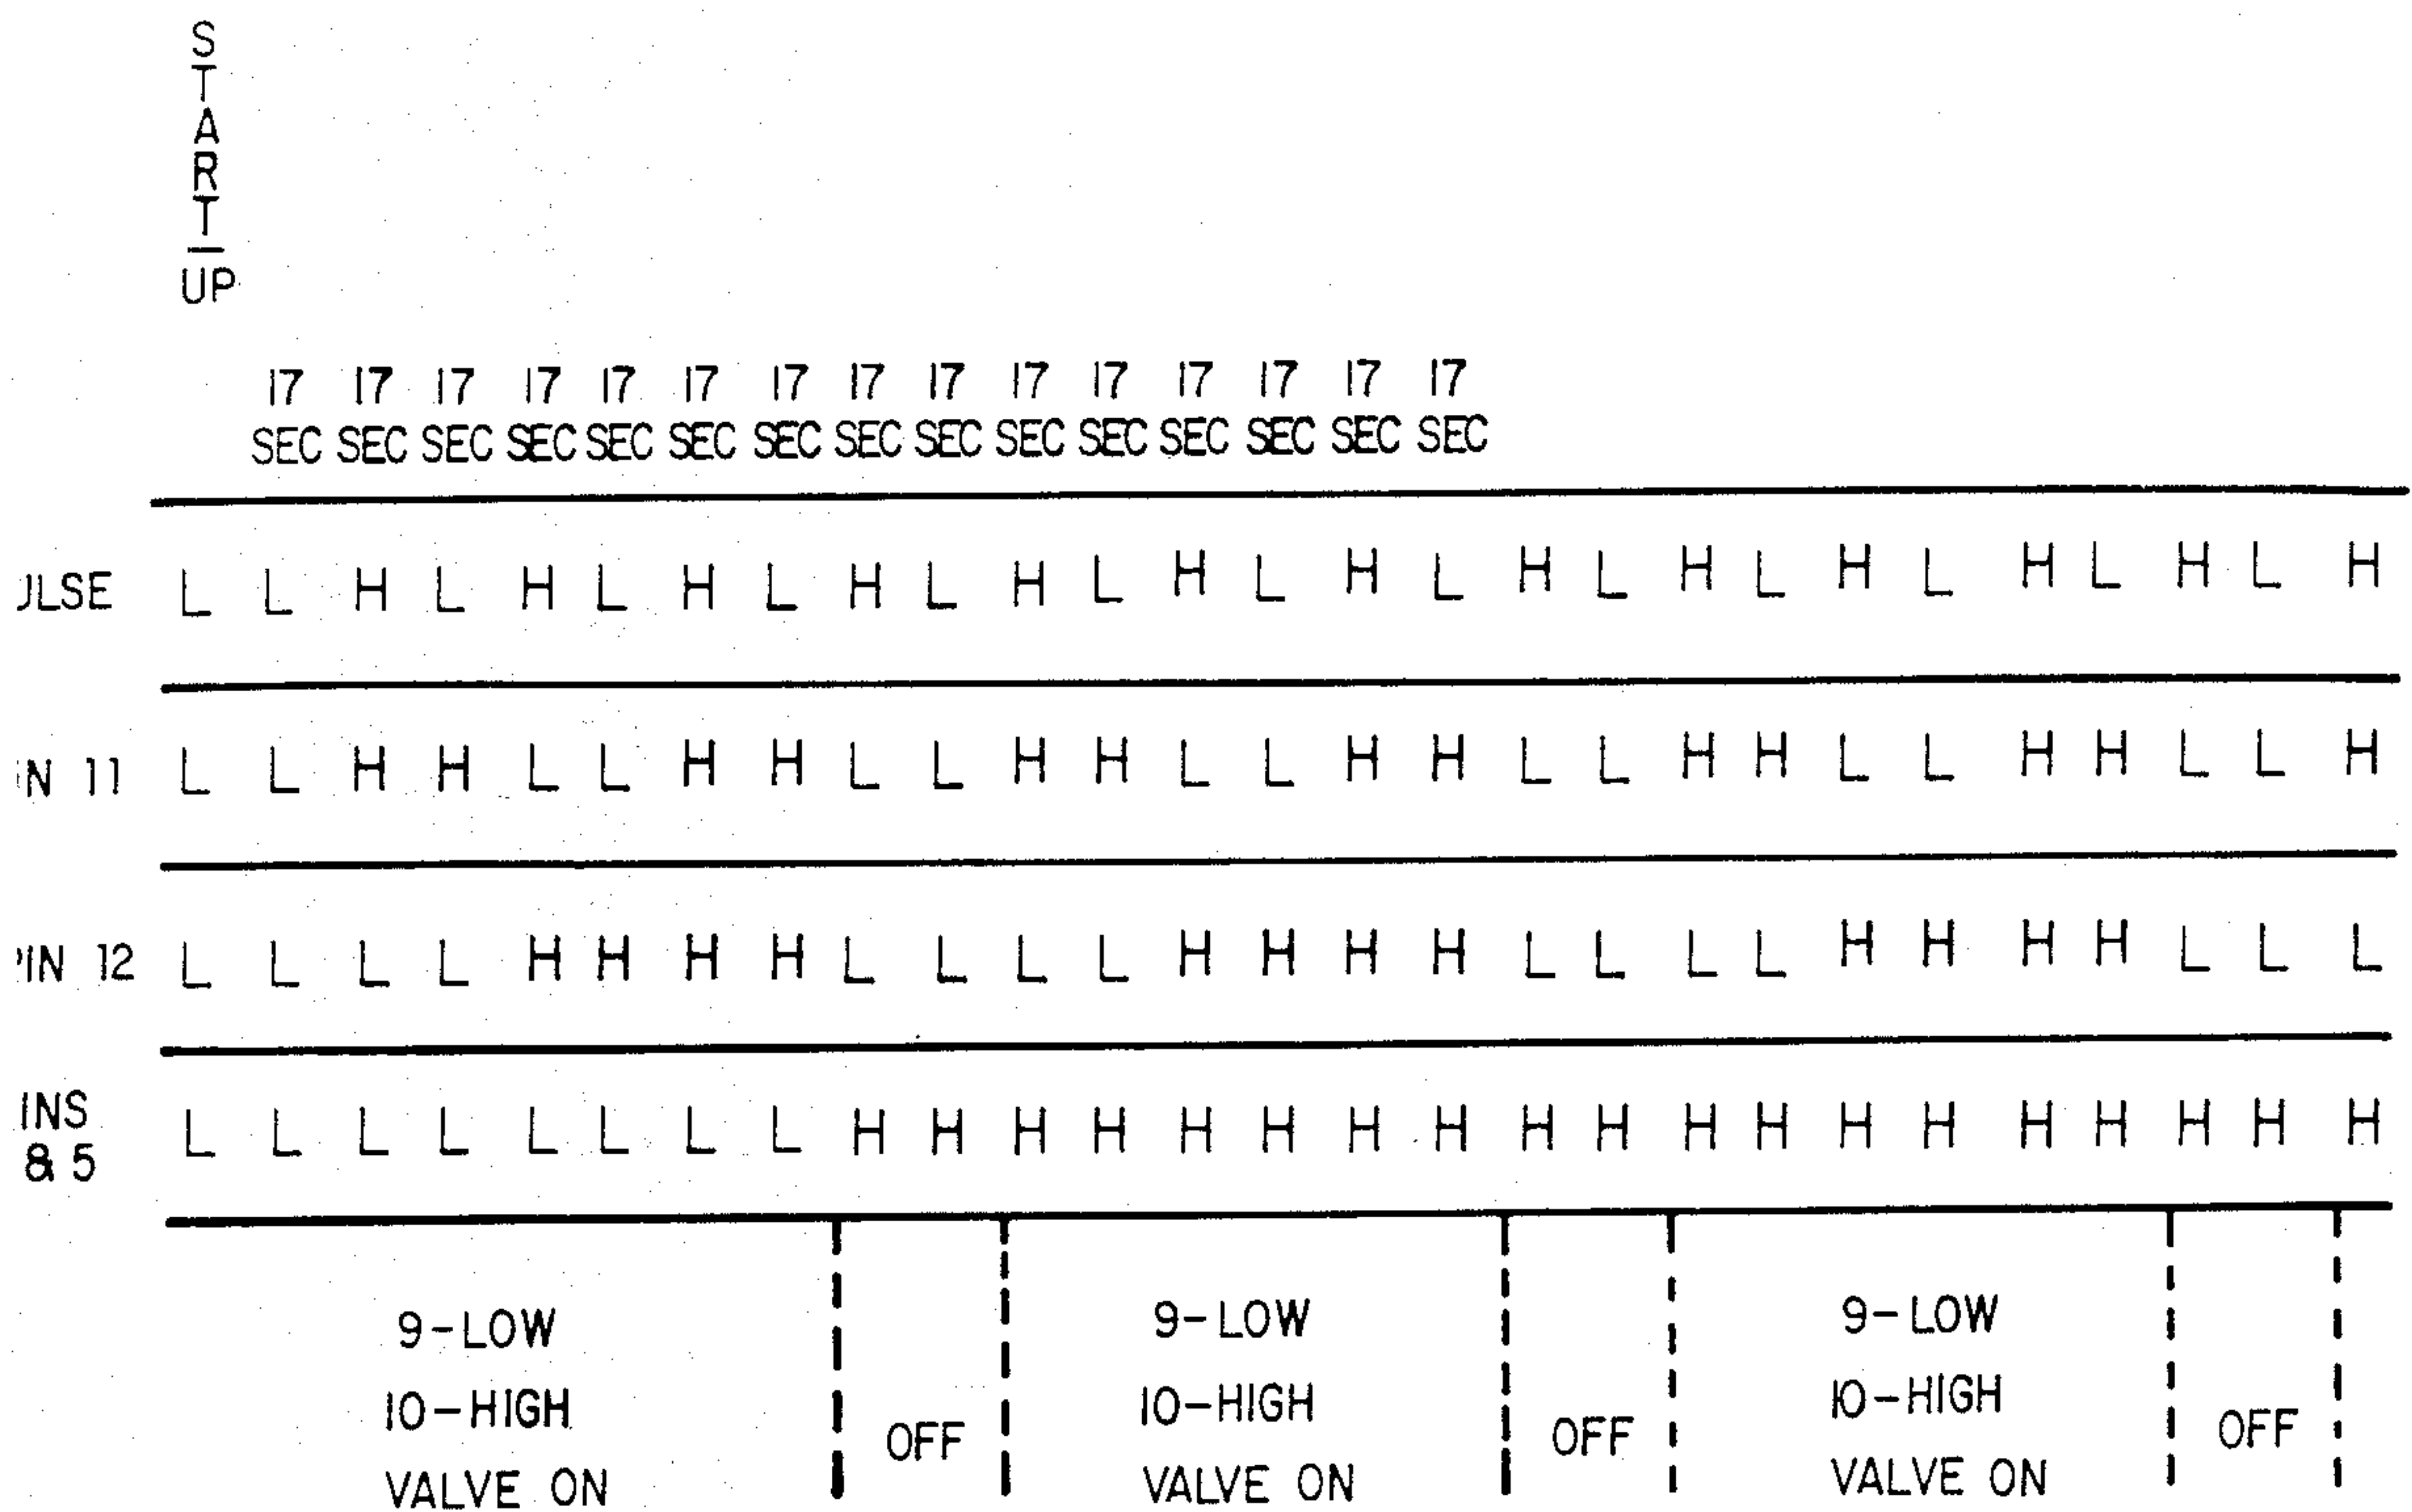 START-UP
17 17 17 17 17 17 17 17 17 17 17 17 17 17 17
SEC SEC SEC SEC SEC SEC SEC SEC SEC SEC SEC SEC SEC SEC SEC
ULSE L L H L H L H L H L H L H L H L H L H L H L H L H L H
IN 11 L L H H L L H H L L H H L L H H L L H H L L H H L L H
IN 12 L L L L H H H H L L L L H H H H L L L L H H H H L L L
INS
& 5 L L L L L L L L H H H H H H H H H H H H H H H H H H H
9-LOW
10-HIGH
VALVE ON
OFF
9-LOW
10-HIGH
VALVE ON
OFF
9-LOW
10-HIGH
VALVE ON
OFF